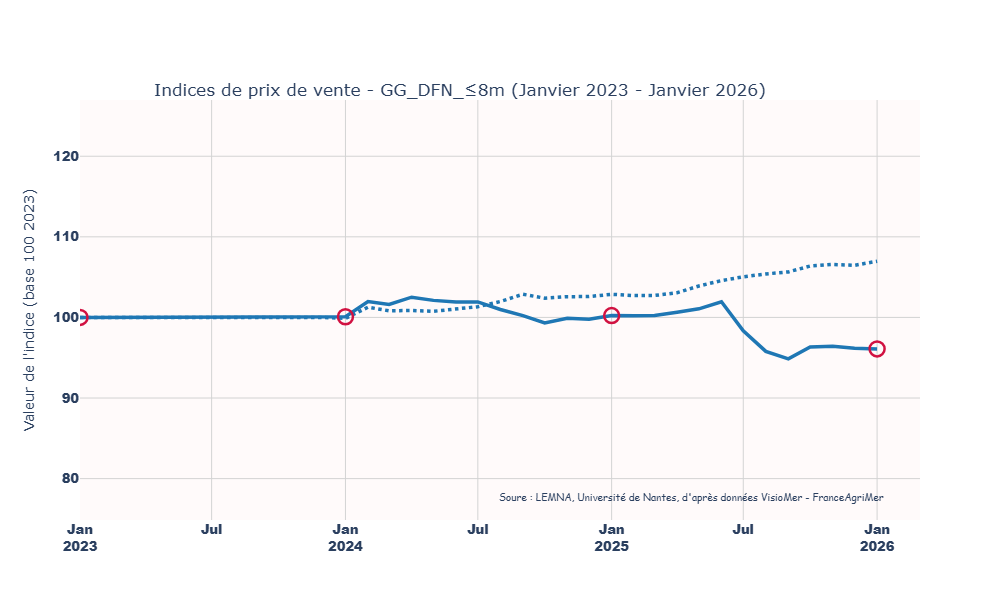 Indices de prix de vente - GG_DFN_≤8m (Janvier 2023 - Janvier 2026)
Valeur de l'indice (base 100 2023)
120
110
100
90
80
Soure : LEMNA, Université de Nantes, d'après données VisioMer - FranceAgriMer
Jan
2023
Jul
Jan
2024
Jul
Jan
2025
Jul
Jan
2026